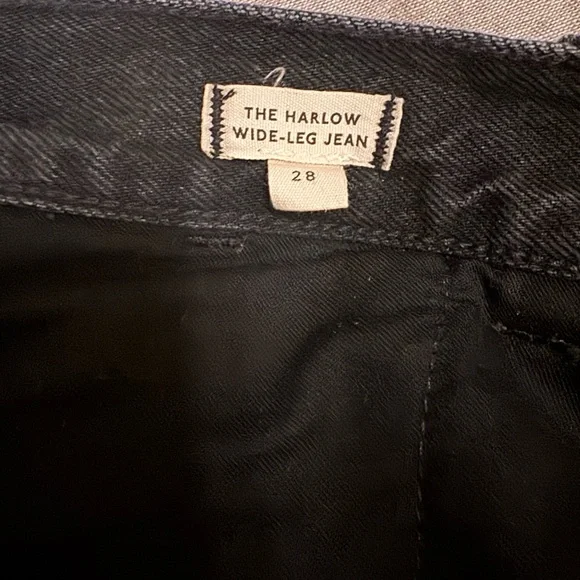 THE HARLOW
WIDE-LEG JEAN
28